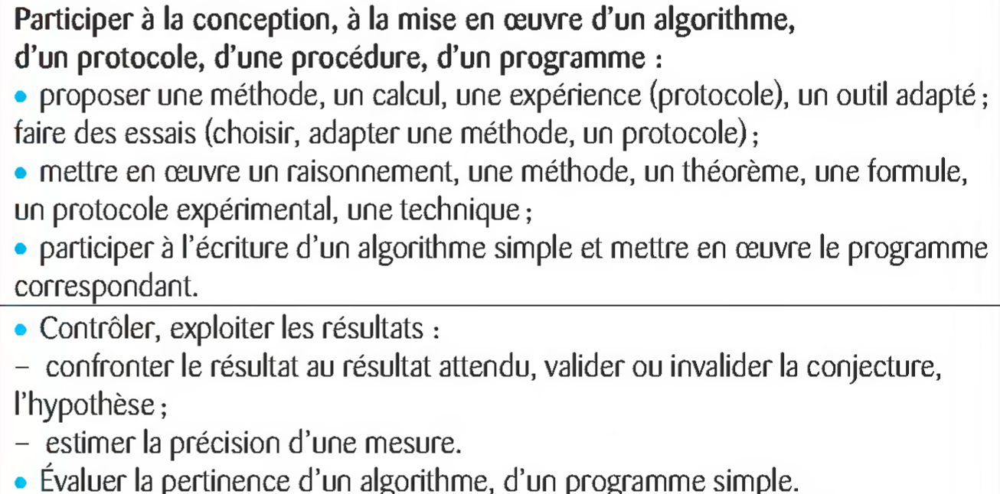 Participer à la conception, à la mise en œuvre d'un algorithme,
d'un protocole, d'une procédure, d'un programme :
• proposer une méthode, un calcul, une expérience (protocole), un outil adapté ;
faire des essais (choisir, adapter une méthode, un protocole) ;
• mettre en œuvre un raisonnement, une méthode, un théorème, une formule,
un protocole expérimental, une technique ;
• participer à l'écriture d'un algorithme simple et mettre en œuvre le programme
correspondant.
• Contrôler, exploiter les résultats :
– confronter le résultat au résultat attendu, valider ou invalider la conjecture,
l'hypothèse ;
– estimer la précision d'une mesure.
• Évaluer la pertinence d'un algorithme, d'un programme simple.